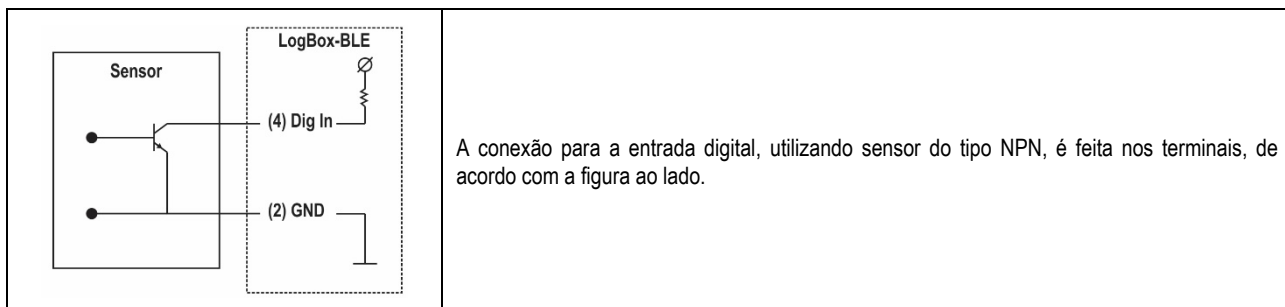 LogBox-BLE
Sensor
(4) Dig In
(2) GND
A conexão para a entrada digital, utilizando sensor do tipo NPN, é feita nos terminais, de
acordo com a figura ao lado.